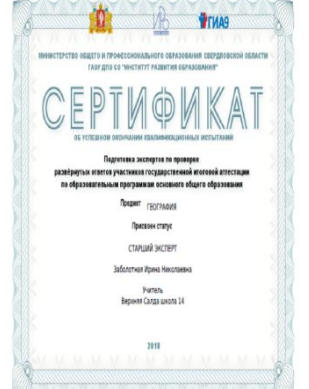 ГИА9
МИНИСТЕРСТВО ОБЩЕГО И ПРОФЕССИОНАЛЬНОГО ОБРАЗОВАНИЯ СВЕРДЛОВСКОЙ ОБЛАСТИ
ГАОУ ДПО СО "ИНСТИТУТ РАЗВИТИЯ ОБРАЗОВАНИЯ"
СЕРТИФИКАТ
ОБ УСПЕШНОМ ОКОНЧАНИИ КВАЛИФИКАЦИОННЫХ ИСПЫТАНИЙ
Подготовка экспертов по проверке
развёрнутых ответов участников государственной итоговой аттестации
по образовательным программам основного общего образования
Предмет ГЕОГРАФИЯ
Присвоен статус
СТАРШИЙ ЭКСПЕРТ
Заболотная Ирина Николаевна
Учитель
Верхняя Салда школа 14
2018